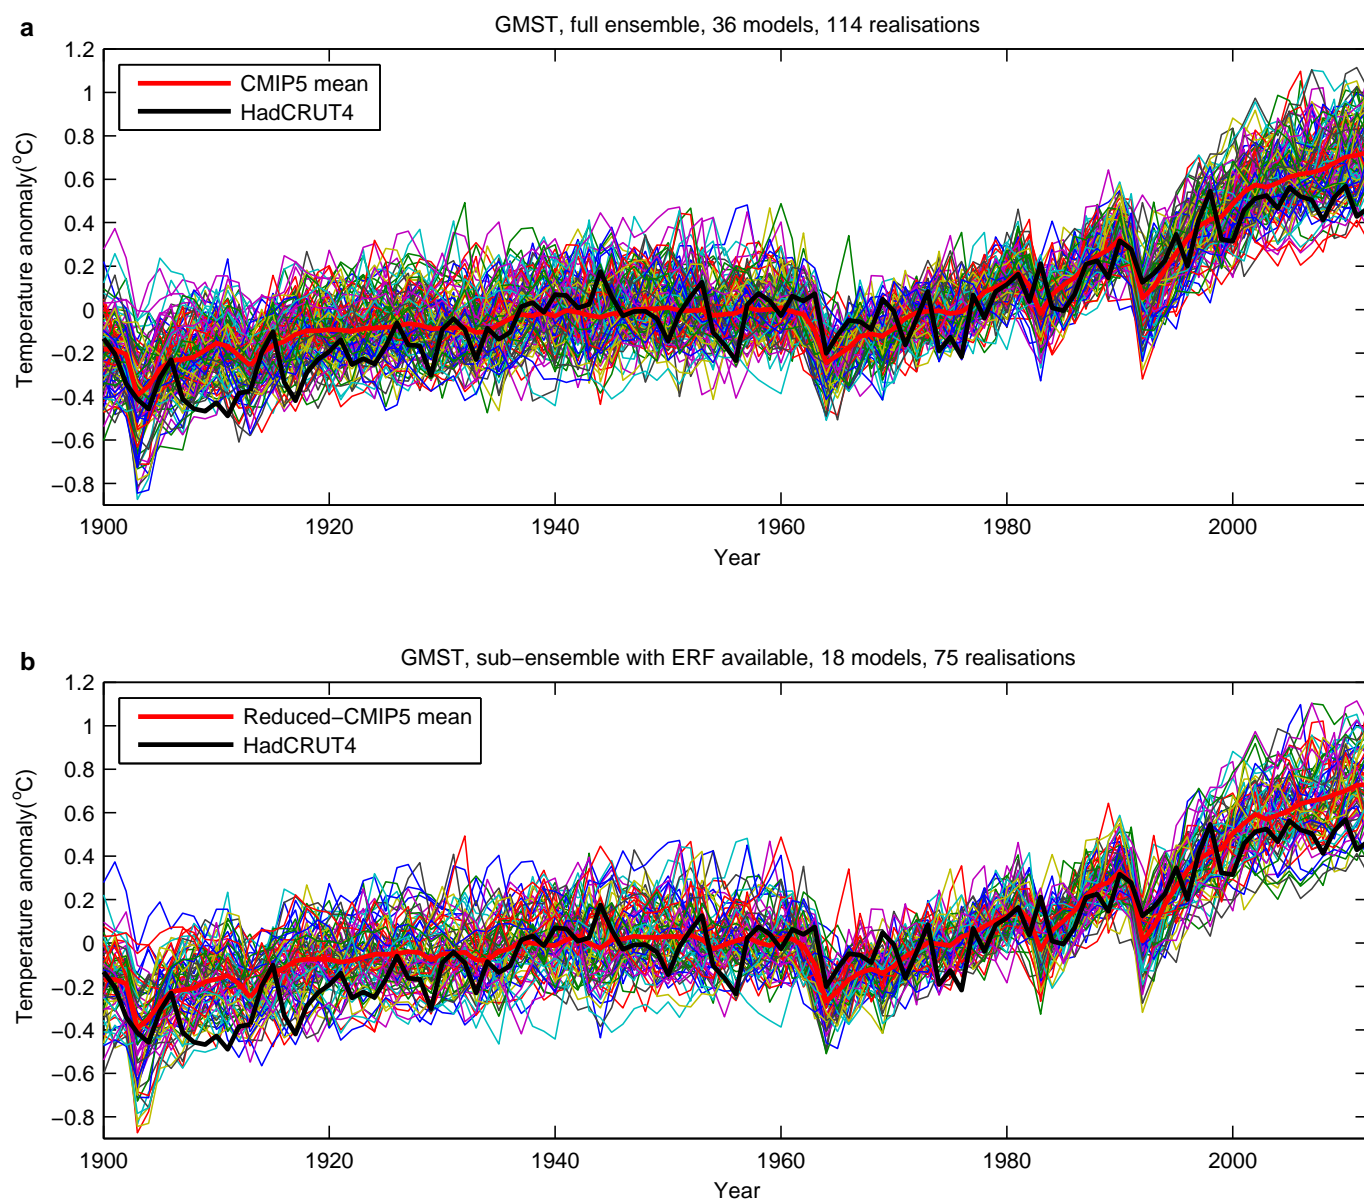 a
GMST, full ensemble, 36 models, 114 realisations
1.2
1
0.8
0.6
0.4
0.2
0
−0.2
−0.4
−0.6
−0.8
Temperature anomaly(°C)
CMIP5 mean
HadCRUT4
1900 1920 1940 1960 1980 2000
Year
b
GMST, sub−ensemble with ERF available, 18 models, 75 realisations
1.2
1
0.8
0.6
0.4
0.2
0
−0.2
−0.4
−0.6
−0.8
Temperature anomaly(°C)
Reduced−CMIP5 mean
HadCRUT4
1900 1920 1940 1960 1980 2000
Year